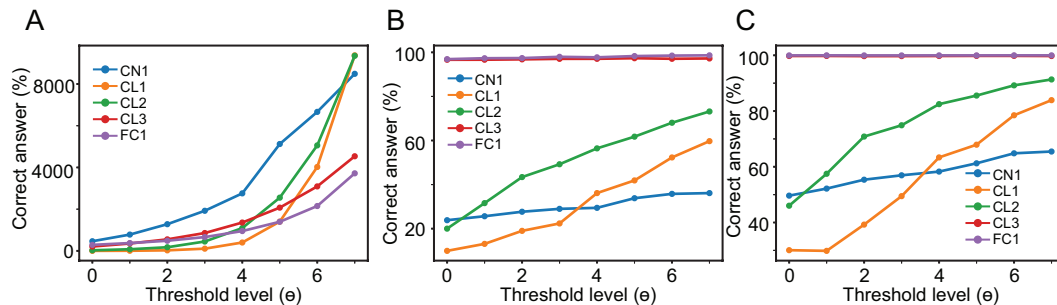 A
Correct answer (%)
8000
4000
0
CN1
CL1
CL2
CL3
FC1
0 2 4 6
Threshold level (ɵ)
B
Correct answer (%)
100
60
20
CN1
CL1
CL2
CL3
FC1
0 2 4 6
Threshold level (ɵ)
C
Correct answer (%)
100
80
60
40
CN1
CL1
CL2
CL3
FC1
0 2 4 6
Threshold level (ɵ)